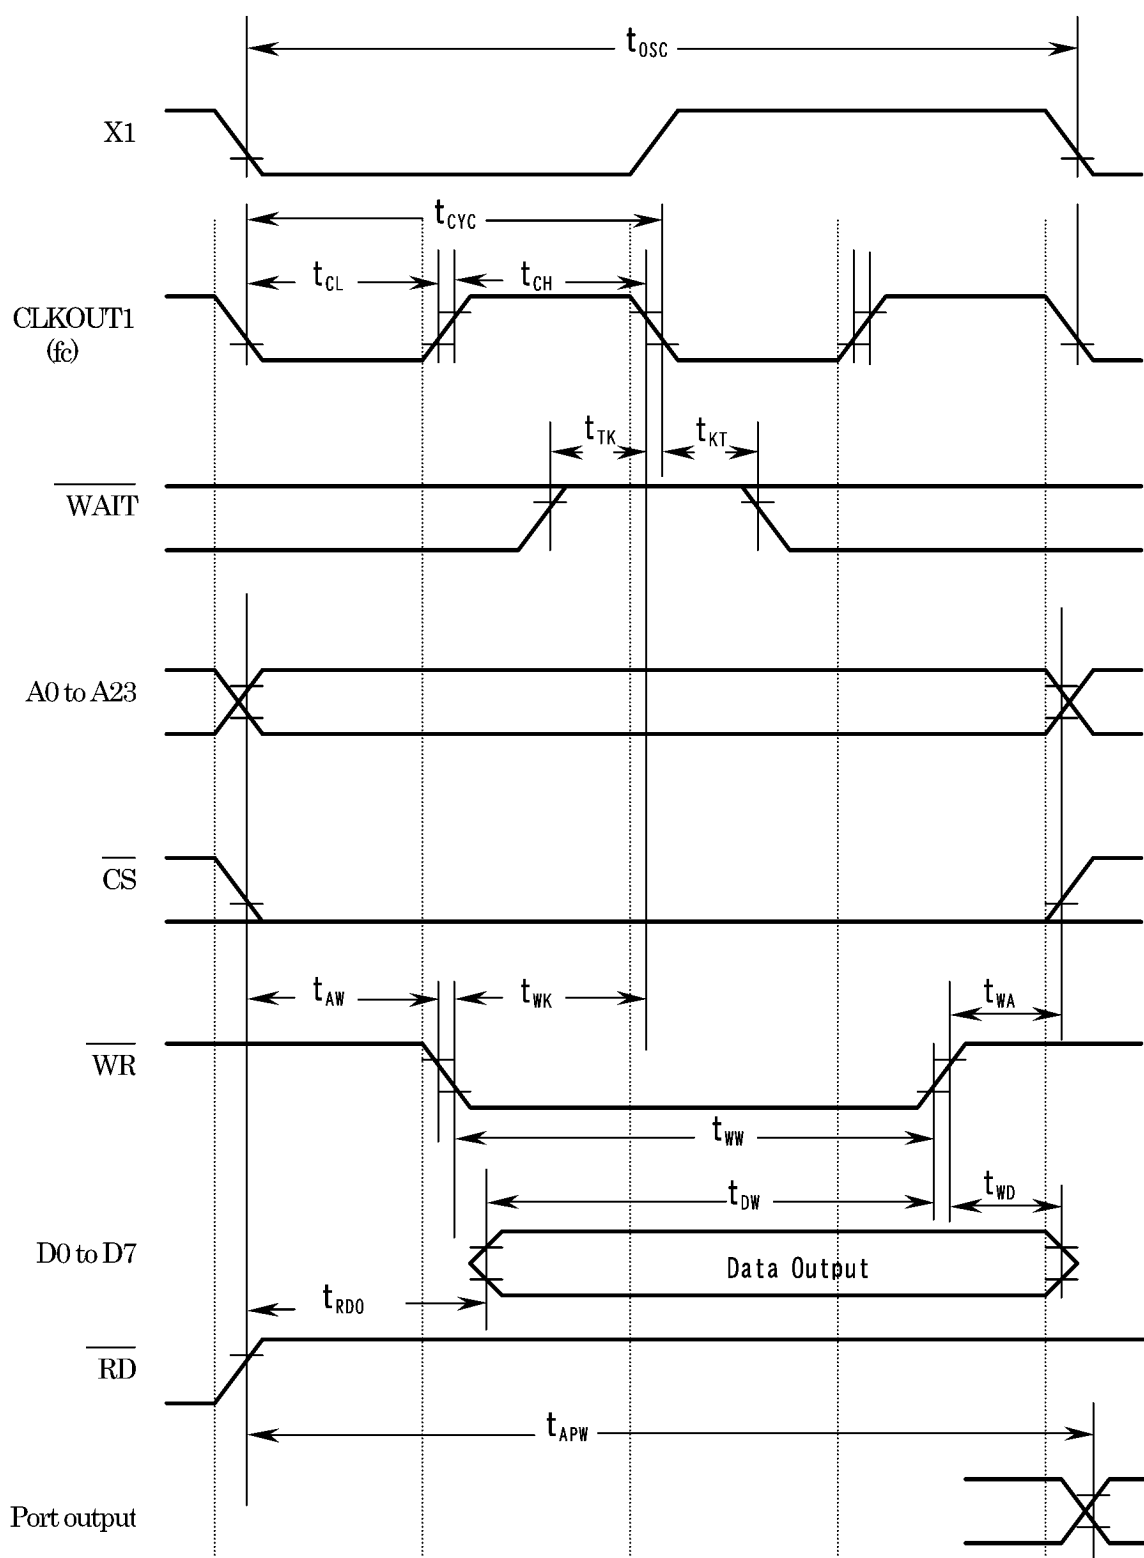 tOSC
X1
tCYC
tCL
tCH
CLKOUT1
(fc)
tTK
tKT
WAIT
A0 to A23
CS
tAW
tWK
tWA
WR
tWW
tDW
tWD
D0 to D7
Data Output
tRDO
RD
tAPW
Port output